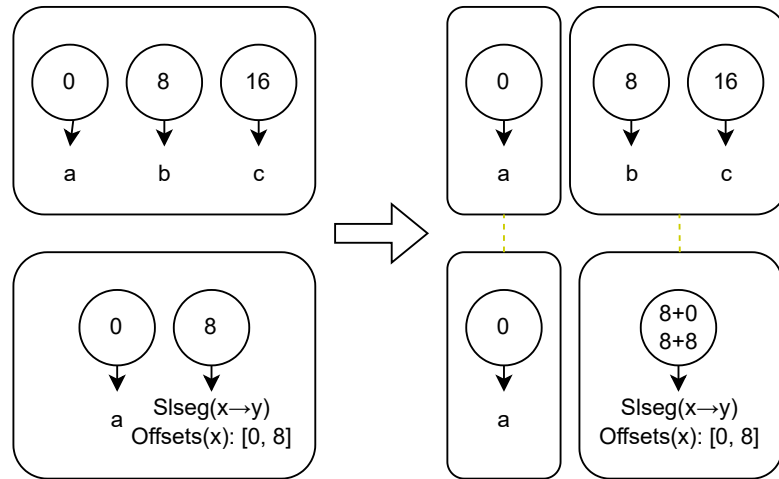 0 8 16
a b c
0 8
a Slseg(x→y)
Offsets(x): [0, 8]
0 8 16
a b c
0 8+0
8+8
a Slseg(x→y)
Offsets(x): [0, 8]